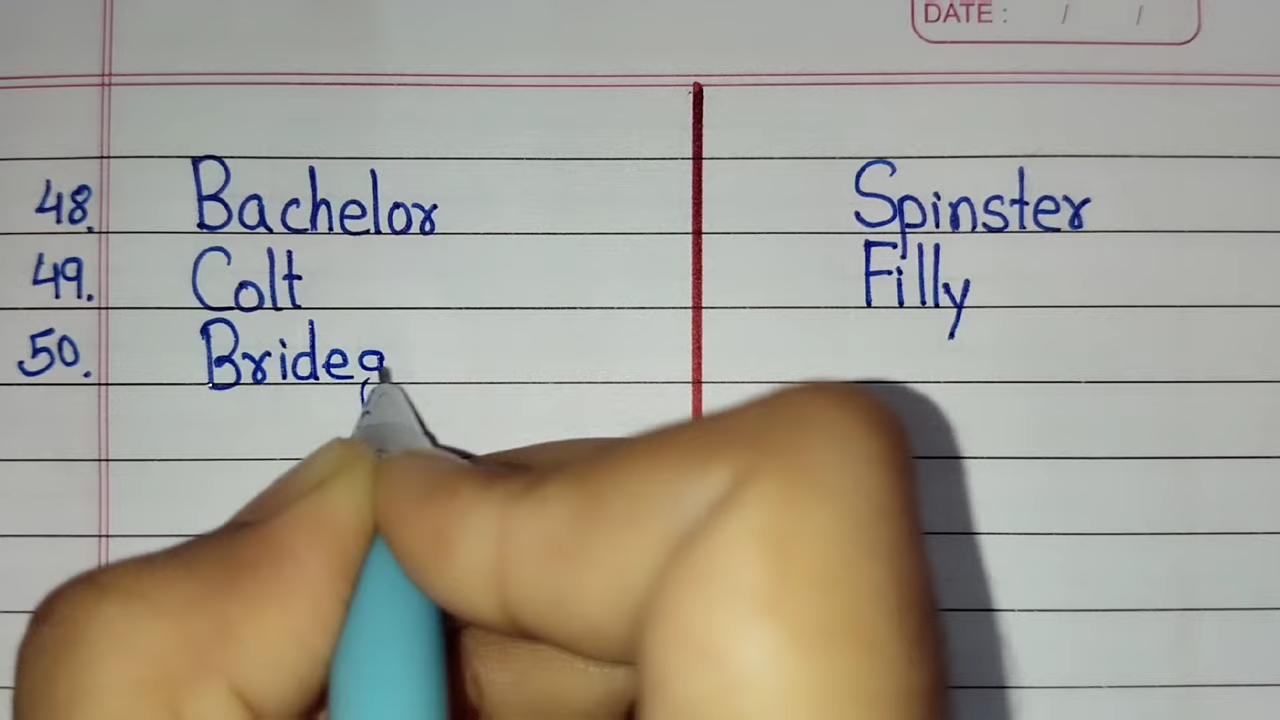 DATE : / /
48. Bachelor Spinster
49. Colt Filly
50. Brideg